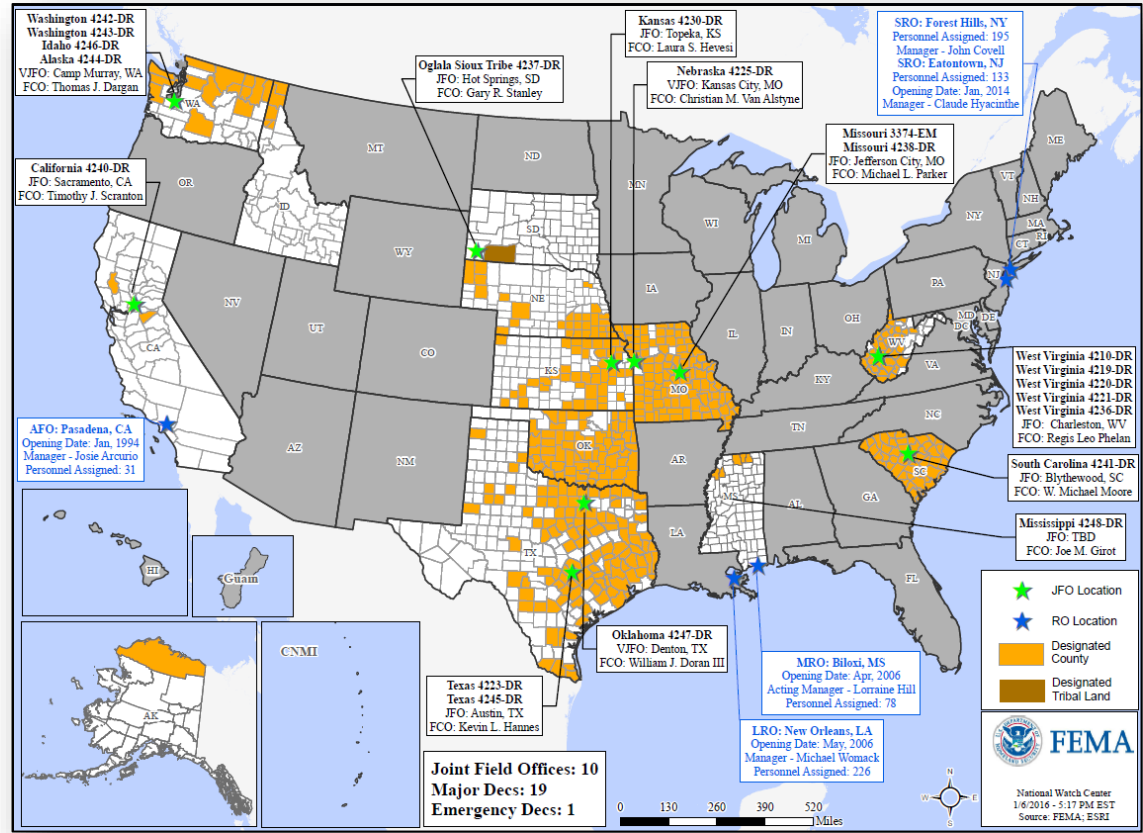 Washington 4242-DR
Washington 4243-DR
Idaho 4246-DR
Alaska 4244-DR
VJFO: Camp Murray, WA
FCO: Thomas J. Dargan
Oglala Sioux Tribe 4237-DR
JFO: Hot Springs, SD
FCO: Gary R. Stanley
Kansas 4230-DR
JFO: Topeka, KS
FCO: Laura S. Hevesi
Nebraska 4225-DR
VJFO: Kansas City, MO
FCO: Christian M. Van Alstyne
SRO: Forest Hills, NY
Personnel Assigned: 195
Manager - John Covell
SRO: Eatontown, NJ
Personnel Assigned: 133
Opening Date: Jan, 2014
Manager - Claude Hyacinthe
Missouri 3374-EM
Missouri 4238-DR
JFO: Jefferson City, MO
FCO: Michael L. Parker
California 4240-DR
JFO: Sacramento, CA
FCO: Timothy J. Scranton
WA
MT
ND
MN
ME
OR
ID
SD
WI
MI
VT
NH
NY
MA
RI
CT
WY
NE
IA
PA
NJ
NV
UT
CO
KS
MO
IL
IN
OH
WV
MD
DC
DE
VA
KY
CA
AZ
NM
OK
AR
TN
NC
SC
TX
LA
MS
AL
GA
FL
West Virginia 4210-DR
West Virginia 4219-DR
West Virginia 4220-DR
West Virginia 4221-DR
West Virginia 4236-DR
JFO: Charleston, WV
FCO: Regis Leo Phelan
AFO: Pasadena, CA
Opening Date: Jan, 1994
Manager - Josie Arcurio
Personnel Assigned: 31
South Carolina 4241-DR
JFO: Blythewood, SC
FCO: W. Michael Moore
Mississippi 4248-DR
JFO: TBD
FCO: Joe M. Girot
HI
Guam
CNMI
AK
Oklahoma 4247-DR
VJFO: Denton, TX
FCO: William J. Doran III
Texas 4223-DR
Texas 4245-DR
JFO: Austin, TX
FCO: Kevin L. Hannes
MRO: Biloxi, MS
Opening Date: Apr, 2006
Acting Manager - Lorraine Hill
Personnel Assigned: 78
LRO: New Orleans, LA
Opening Date: May, 2006
Manager - Michael Womack
Personnel Assigned: 226
Joint Field Offices: 10
Major Decs: 19
Emergency Decs: 1
0 130 260 390 520
Miles
N
W E
S
JFO Location
RO Location
Designated
County
Designated
Tribal Land
FEMA
National Watch Center
1/6/2016 - 5:17 PM EST
Source: FEMA; ESRI